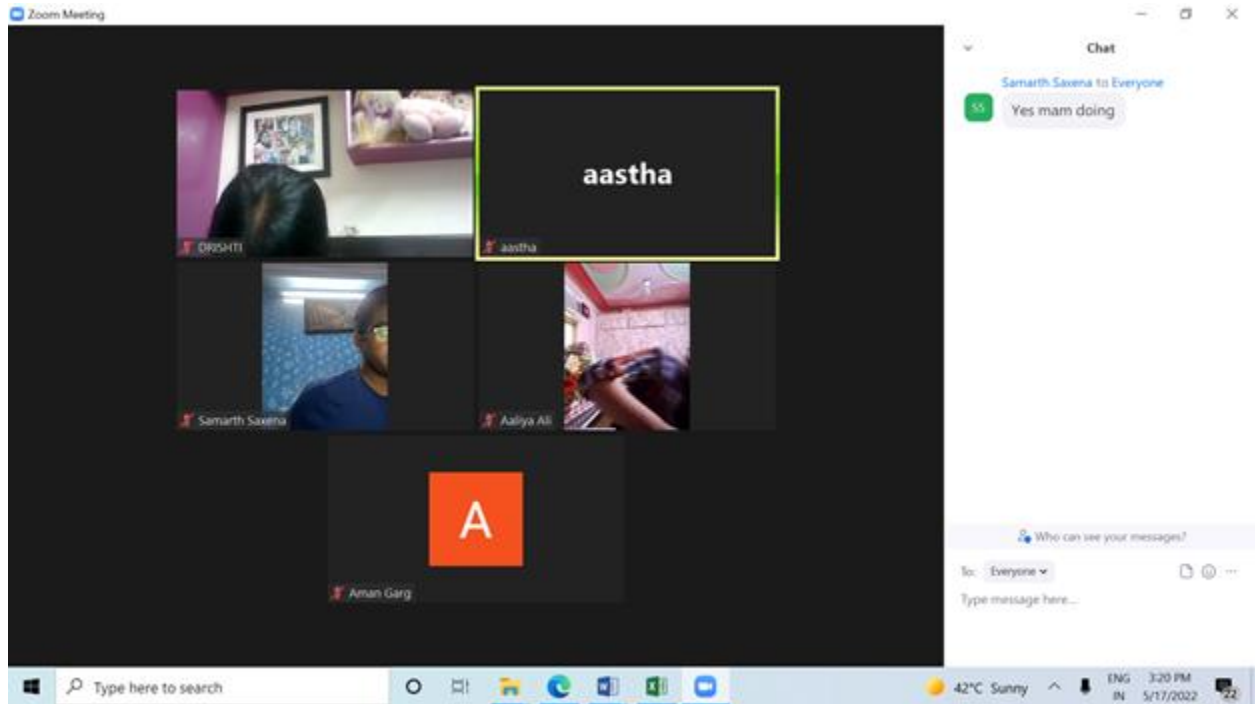 Zoom Meeting
Chat
Samarth Saxena to Everyone
SS
Yes mam doing
aastha
DRISHTI
aastha
Samarth Saxena
Aaliya Ali
A
Aman Garg
Who can see your messages?
To: Everyone
Type message here...
Type here to search
42°C Sunny
ENG
IN
3:20 PM
5/17/2022
22